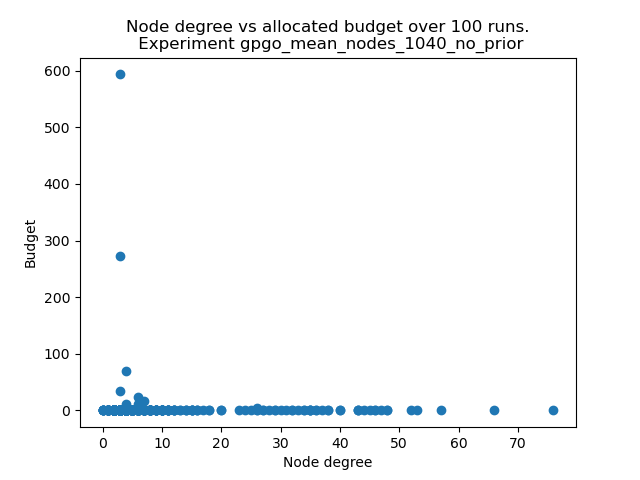 Node degree vs allocated budget over 100 runs.
Experiment gpgo_mean_nodes_1040_no_prior
600
500
400
300
200
100
0
Budget
0 10 20 30 40 50 60 70
Node degree